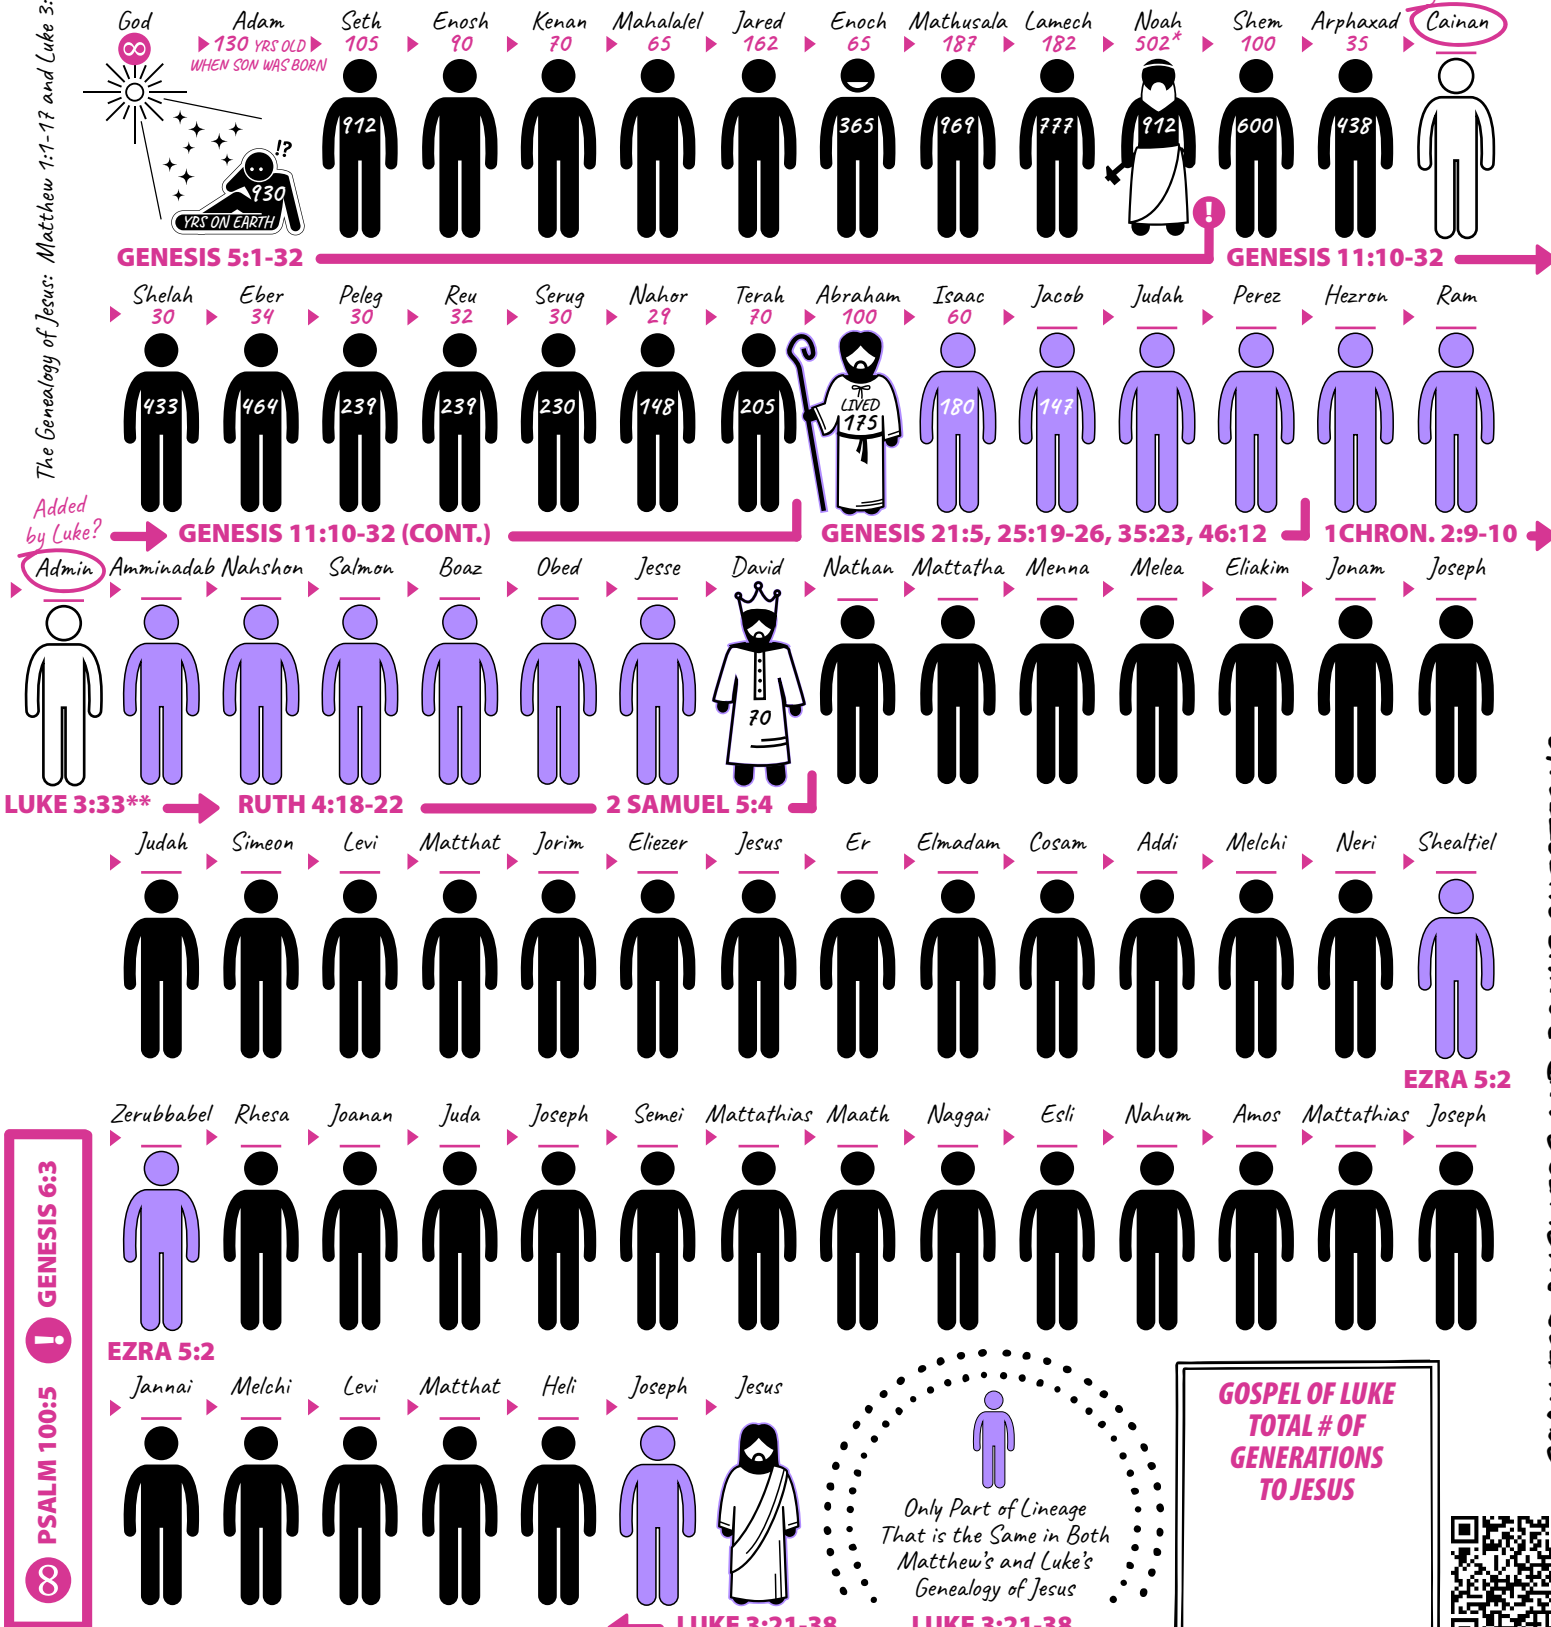 The Genealogy of Jesus: Matthew 1:1-17 and Luke 3:
God Adam Seth Enosh Kenan Mahalalel Jared Enoch Mathusala Lamech Noah Shem Arphaxad Cainan
∞ 130 YRS OLD 105 90 70 65 162 65 187 182 502* 100 35
WHEN SON WAS BORN
912 365 969 777 912 600 438
!?
930
YRS ON EARTH
!
GENESIS 5:1-32 GENESIS 11:10-32
Shelah Eber Peleg Reu Serug Nahor Terah Abraham Isaac Jacob Judah Perez Hezron Ram
30 34 30 32 30 29 70 100 60
433 464 239 239 230 148 205 LIVED 175 180 147
Added
by Luke?
GENESIS 11:10-32 (CONT.) GENESIS 21:5, 25:19-26, 35:23, 46:12 1CHRON. 2:9-10
Admin Amminadab Nahshon Salmon Boaz Obed Jesse David Nathan Mattatha Menna Melea Eliakim Jonam Joseph
70
LUKE 3:33** RUTH 4:18-22 2 SAMUEL 5:4
Judah Simeon Levi Matthat Jorim Eliezer Jesus Er Elmadam Cosam Addi Melchi Neri Shealtiel
EZRA 5:2
Zerubbabel Rhesa Joanan Juda Joseph Semei Mattathias Maath Naggai Esli Nahum Amos Mattathias Joseph
EZRA 5:2
Jannai Melchi Levi Matthat Heli Joseph Jesus
∞ PSALM 100:5 ! GENESIS 6:3
Only Part of Lineage
That is the Same in Both
Matthew's and Luke's
Genealogy of Jesus
GOSPEL OF LUKE
TOTAL # OF
GENERATIONS
TO JESUS
LUKE 3:21-38 LUKE 3:21-38